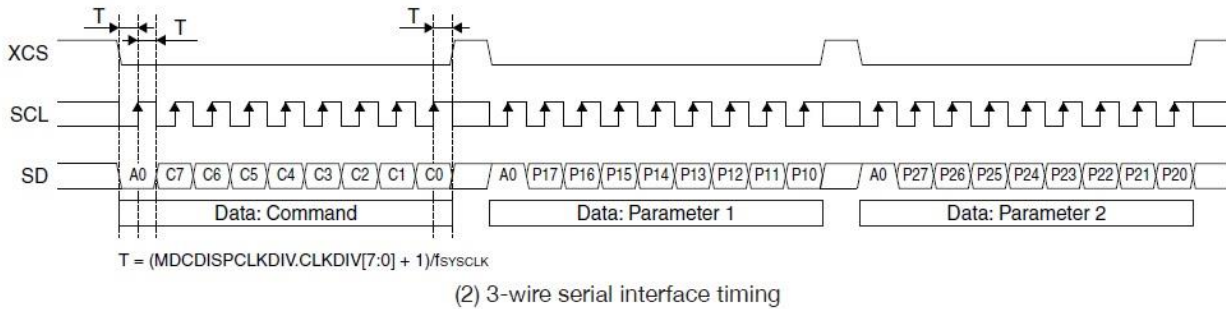 T T
T
XCS
SCL
SD A0 C7 C6 C5 C4 C3 C2 C1 C0 A0 P17 P16 P15 P14 P13 P12 P11 P10 A0 P27 P26 P25 P24 P23 P22 P21 P20
Data: Command Data: Parameter 1 Data: Parameter 2
T = (MDCDISPCLKDIV.CLKDIV[7:0] + 1)/fSYSCLK
(2) 3-wire serial interface timing